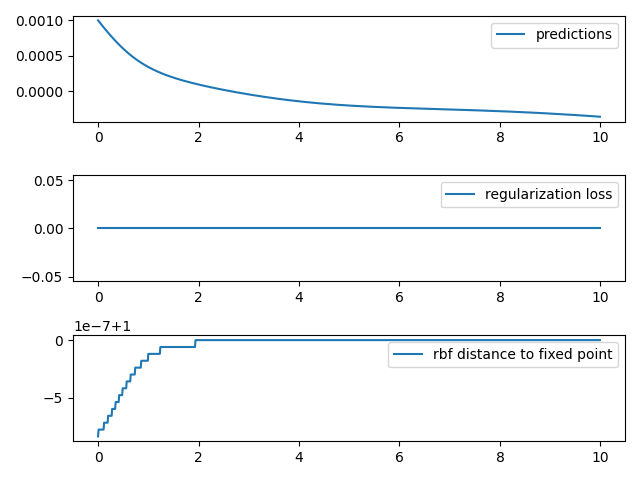 0.0010
0.0005
0.0000
predictions
0 2 4 6 8 10
0.05
0.00
−0.05
regularization loss
0 2 4 6 8 10
1e−7+1
0
−5
rbf distance to fixed point
0 2 4 6 8 10